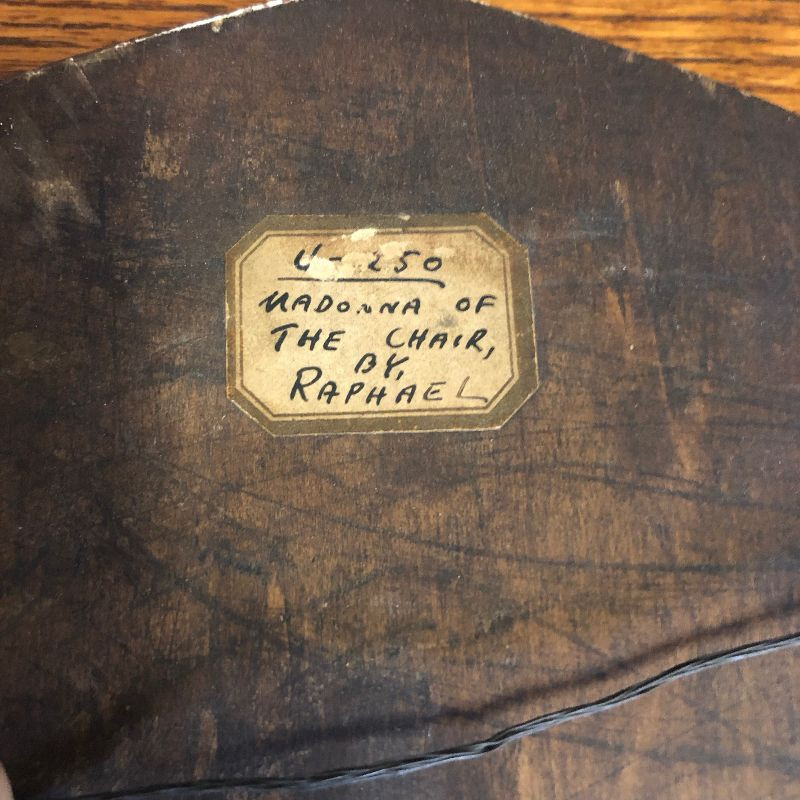 250
MADONNA OF
THE CHAIR,
BY,
RAPHAEL